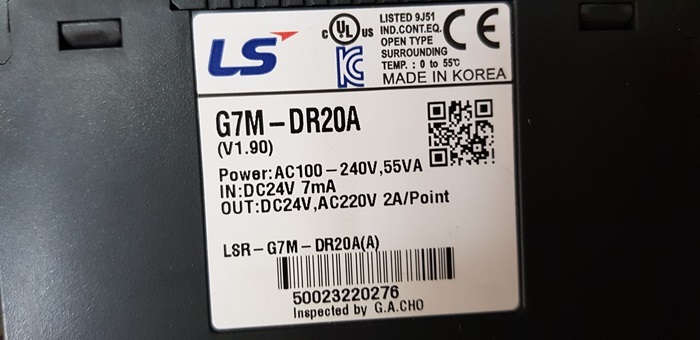 LS
C UL US
LISTED 9J51
IND.CONT.EQ.
OPEN TYPE
SURROUNDING
TEMP. : 0 to 55℃
CE
MADE IN KOREA
G7M-DR20A
(V1.90)
Power:AC100-240V,55VA
IN:DC24V 7mA
OUT:DC24V,AC220V 2A/Point
LSR-G7M-DR20A(A)
50023220276
Inspected by G.A.CHO